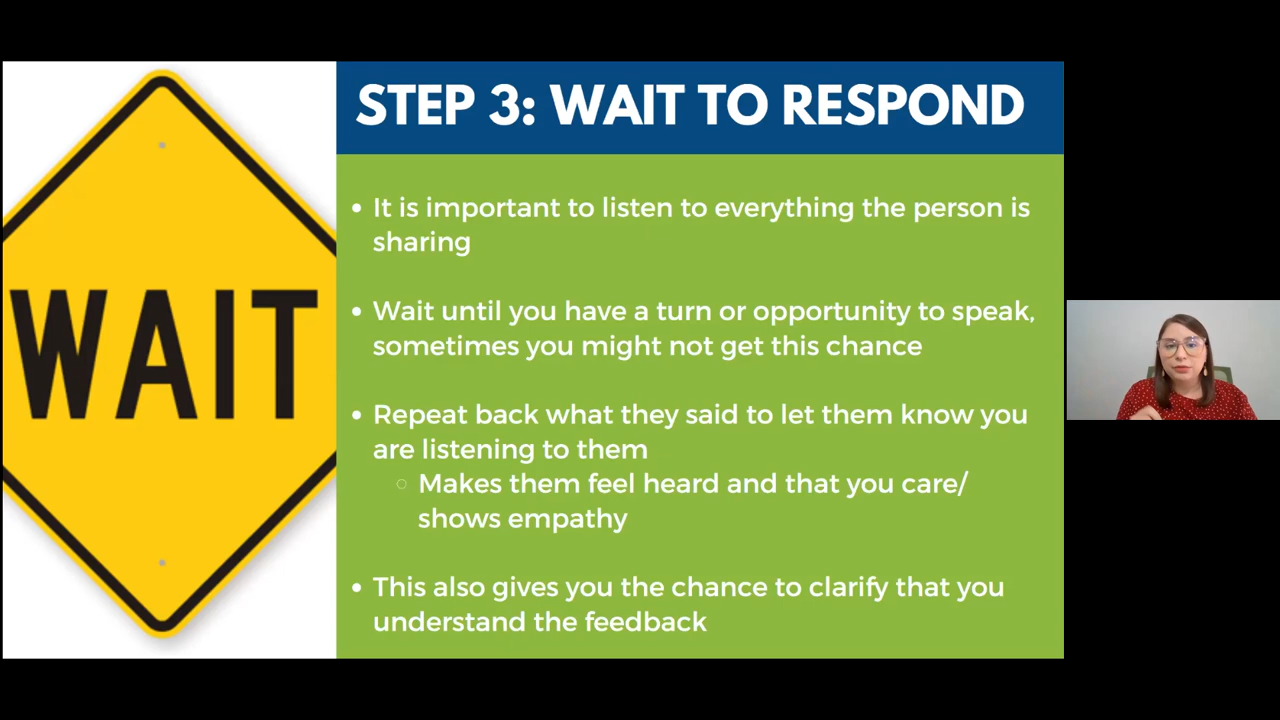 WAIT
STEP 3: WAIT TO RESPOND
• It is important to listen to everything the person is
sharing
• Wait until you have a turn or opportunity to speak,
sometimes you might not get this chance
• Repeat back what they said to let them know you
are listening to them
◦ Makes them feel heard and that you care/
shows empathy
• This also gives you the chance to clarify that you
understand the feedback